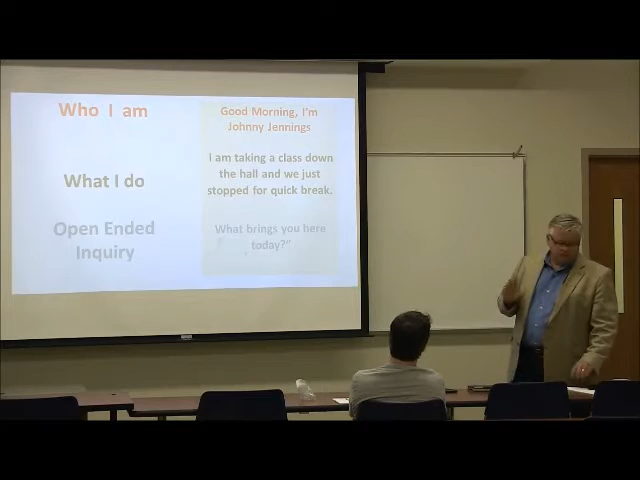 Who I am
What I do
Open Ended
Inquiry
Good Morning, I'm
Johnny Jennings
I am taking a class down
the hall and we just
stopped for quick break.
What brings you here
today?"